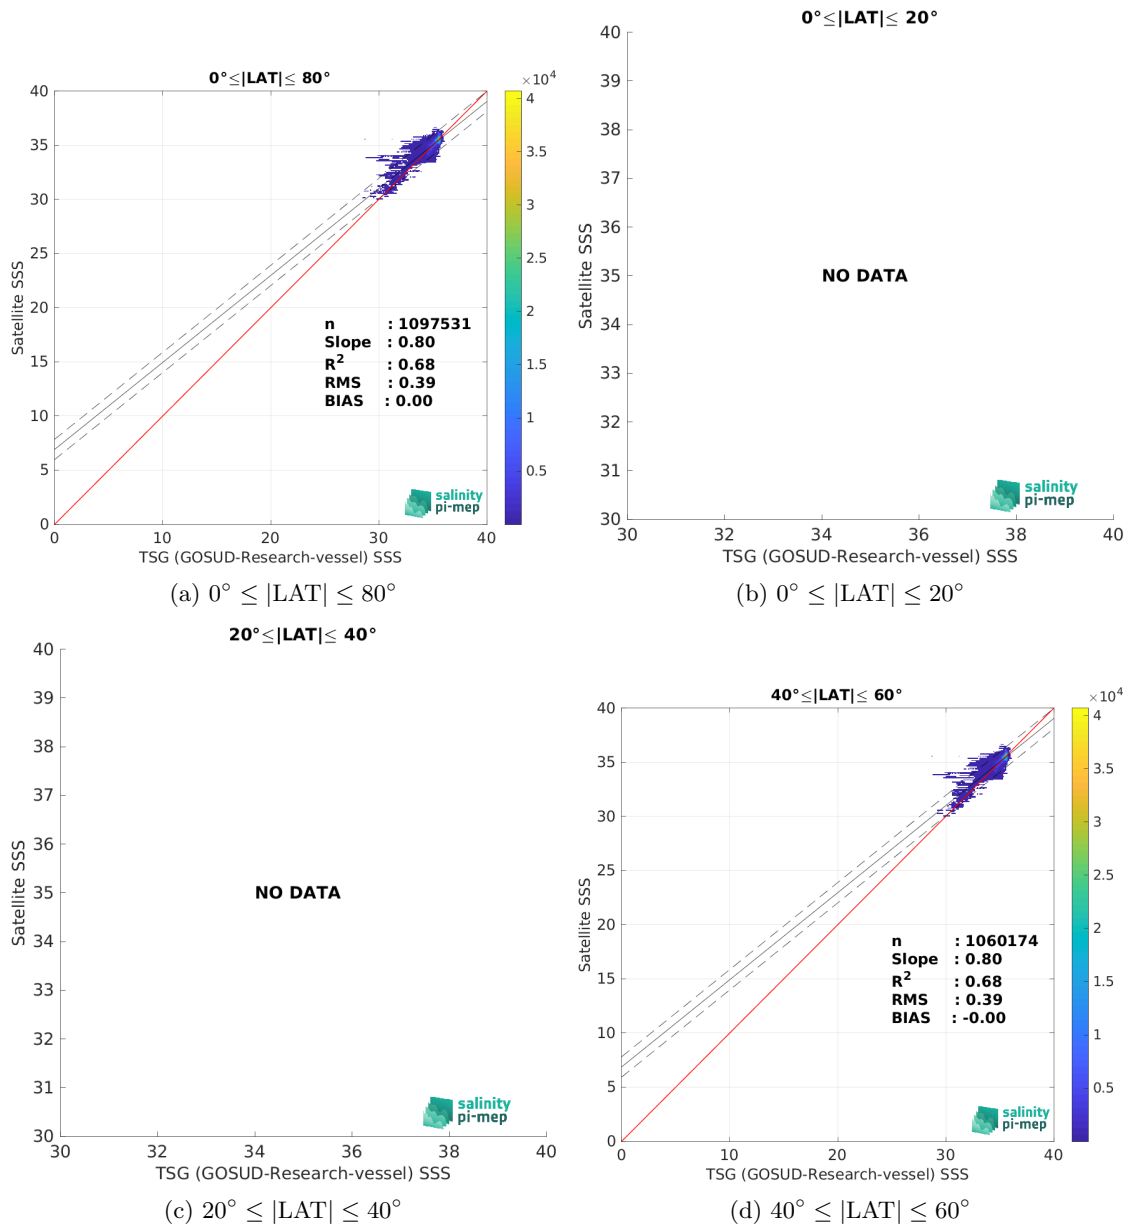 0°≤|LAT|≤ 80°
×10⁴
40
35
30
25
20
15
10
5
0
Satellite SSS
0 10 20 30 40
TSG (GOSUD-Research-vessel) SSS
4
3.5
3
2.5
2
1.5
1
0.5
n : 1097531
Slope : 0.80
R² : 0.68
RMS : 0.39
BIAS : 0.00
salinity
pi-mep
(a) 0° ≤ |LAT| ≤ 80°
0°≤|LAT|≤ 20°
40
39
38
37
36
35
34
33
32
31
30
Satellite SSS
NO DATA
30 32 34 36 38 40
TSG (GOSUD-Research-vessel) SSS
salinity
pi-mep
(b) 0° ≤ |LAT| ≤ 20°
20°≤|LAT|≤ 40°
40
39
38
37
36
35
34
33
32
31
30
Satellite SSS
NO DATA
30 32 34 36 38 40
TSG (GOSUD-Research-vessel) SSS
salinity
pi-mep
(c) 20° ≤ |LAT| ≤ 40°
40°≤|LAT|≤ 60°
×10⁴
40
35
30
25
20
15
10
5
0
Satellite SSS
0 10 20 30 40
TSG (GOSUD-Research-vessel) SSS
4
3.5
3
2.5
2
1.5
1
0.5
n : 1060174
Slope : 0.80
R² : 0.68
RMS : 0.39
BIAS : -0.00
salinity
pi-mep
(d) 40° ≤ |LAT| ≤ 60°